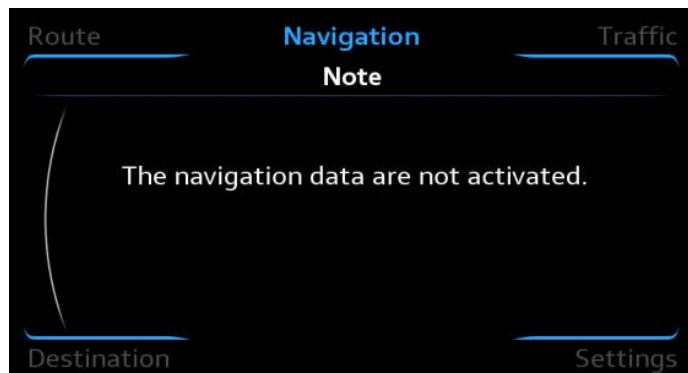 Route Navigation Traffic
Note
The navigation data are not activated.
Destination Settings